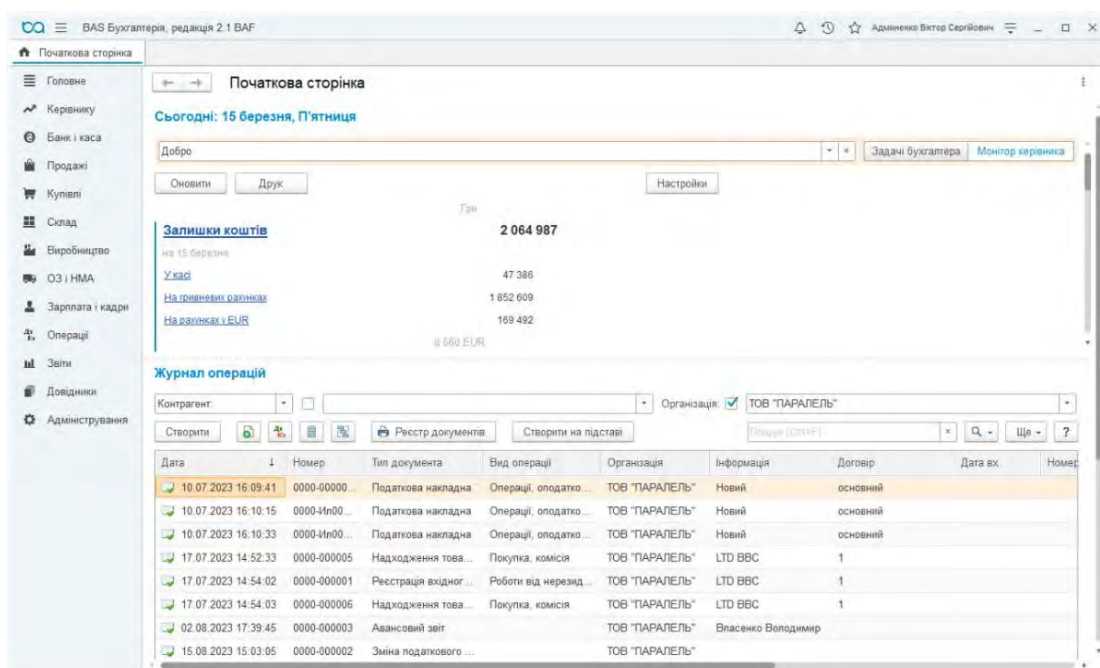 BAS Бухгалтерія, редакція 2.1 BAF
Адміненко Віктор Сергійович
Початкова сторінка
Головне
Керівнику
Банк і каса
Продажі
Купівлі
Склад
Виробництво
ОЗ і НМА
Зарплата і кадри
Операції
Звіти
Довідники
Адміністрування
Початкова сторінка
Сьогодні: 15 березня, П'ятниця
Добро
Задачі бухгалтера Монітор керівника
Оновити Друк Настройки
Грн
Залишки коштів 2 064 987
на 15 березня
У касі 47 386
На гривневих рахунках 1 852 609
На рахунках у EUR 169 492
EUR
Журнал операцій
Контрагент: Організація: ТОВ "ПАРАЛЕЛЬ"
Створити Реєстр документів Створити на підставі Пошук (Ctrl+F) Ще ?
Дата ↓ Номер Тип документа Вид операції Організація Інформація Договір Дата вх. Номер
10.07.2023 16:09:41 0000-00000... Податкова накладна Операції, оподатко... ТОВ "ПАРАЛЕЛЬ" Новий основний
10.07.2023 16:10:15 0000-Ип00... Податкова накладна Операції, оподатко... ТОВ "ПАРАЛЕЛЬ" Новий основний
10.07.2023 16:10:33 0000-Ип00... Податкова накладна Операції, оподатко... ТОВ "ПАРАЛЕЛЬ" Новий основний
17.07.2023 14:52:33 0000-000005 Надходження това... Покупка, комісія ТОВ "ПАРАЛЕЛЬ" LTD BBC 1
17.07.2023 14:54:02 0000-000001 Реєстрація вхідног... Роботи від нерезид... ТОВ "ПАРАЛЕЛЬ" LTD BBC 1
17.07.2023 14:54:03 0000-000006 Надходження това... Покупка, комісія ТОВ "ПАРАЛЕЛЬ" LTD BBC 1
02.08.2023 17:39:45 0000-000003 Авансовий звіт ТОВ "ПАРАЛЕЛЬ" Власенко Володимир
15.08.2023 15:03:05 0000-000002 Зміна податкового ... ТОВ "ПАРАЛЕЛЬ"